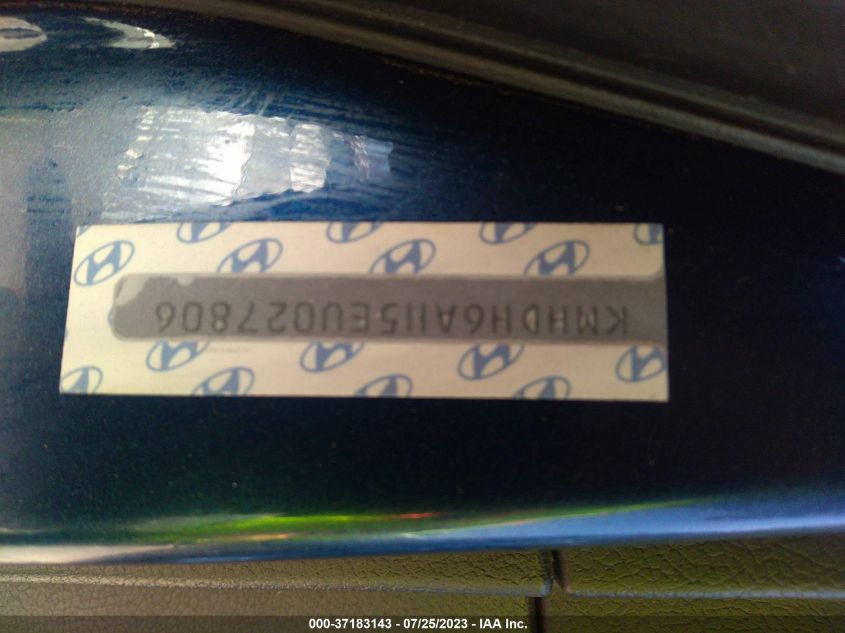 KMHDH6AH5EU027806
000-37183143 - 07/25/2023 - IAA Inc.